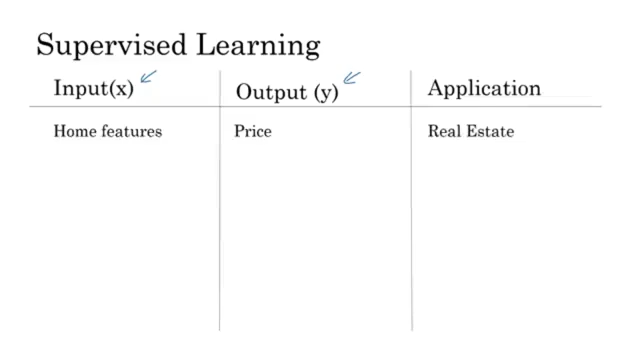 Supervised Learning
Input(x) Output (y) Application
Home features Price Real Estate